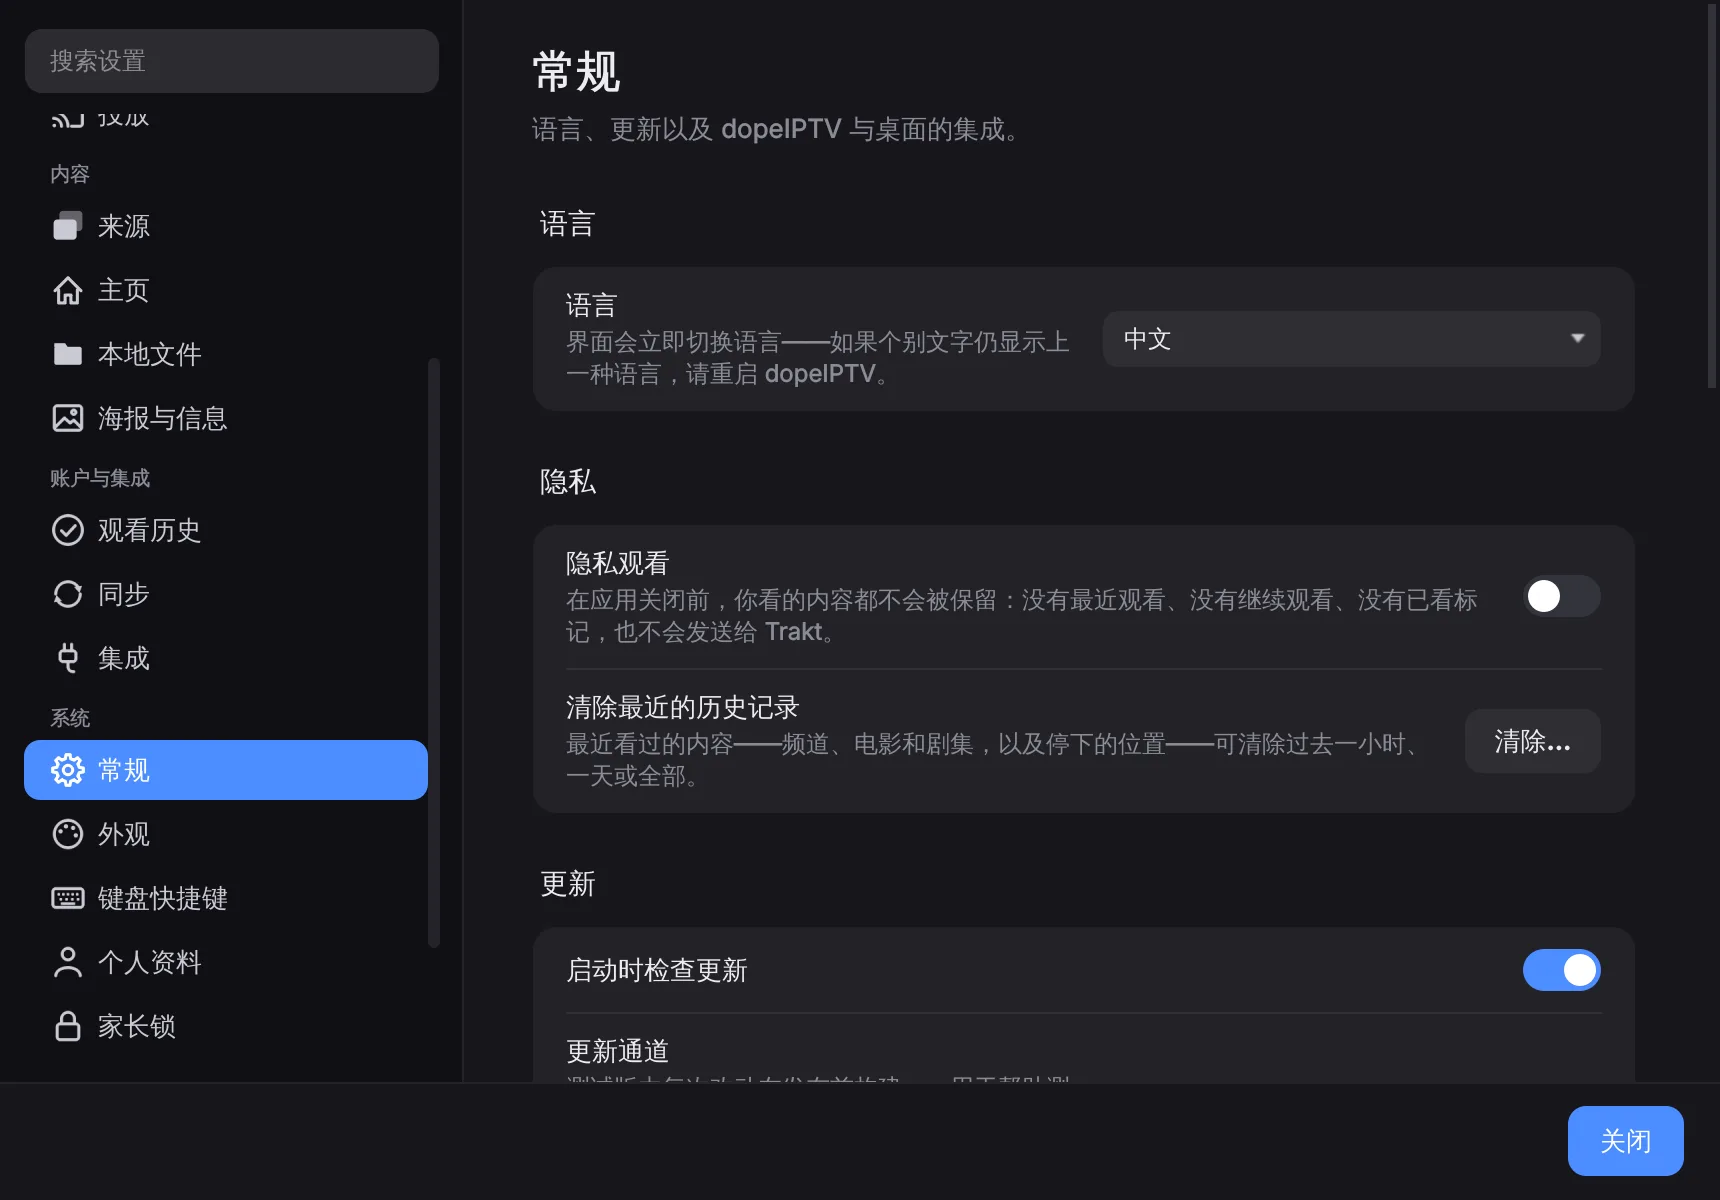 搜索设置
投放
内容
来源
主页
本地文件
海报与信息
账户与集成
观看历史
同步
集成
系统
常规
外观
键盘快捷键
个人资料
家长锁
常规
语言、更新以及 dopeIPTV 与桌面的集成。
语言
语言
界面会立即切换语言——如果个别文字仍显示上
一种语言，请重启 dopeIPTV。
中文
隐私
隐私观看
在应用关闭前，你看的内容都不会被保留：没有最近观看、没有继续观看、没有已看标
记，也不会发送给 Trakt。
清除最近的历史记录
最近看过的内容——频道、电影和剧集，以及停下的位置——可清除过去一小时、
一天或全部。
清除...
更新
启动时检查更新
更新通道
关闭